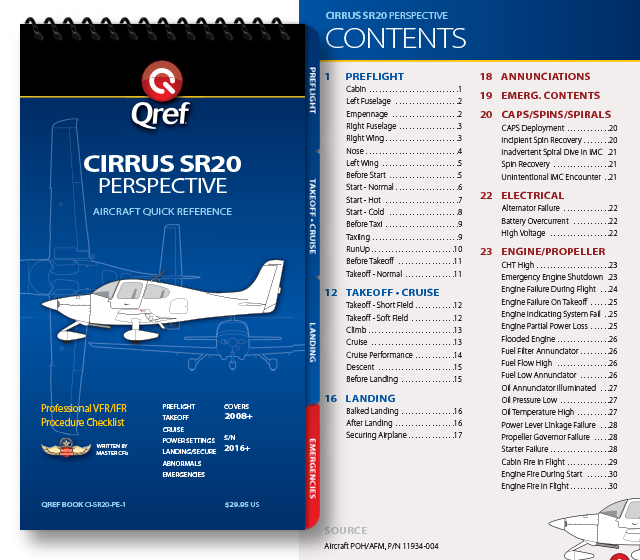 Qref
CIRRUS SR20
PERSPECTIVE
AIRCRAFT QUICK REFERENCE
Professional VFR/IFR
Procedure Checklist
WRITTEN BY
MASTER CFIs
PREFLIGHT
TAKEOFF
CRUISE
POWER SETTINGS
LANDING/SECURE
ABNORMALS
EMERGENCIES
COVERS
2008+
S/N
2016+
QREF BOOK CI-SR20-PE-1
$29.95 US
PREFLIGHT
TAKEOFF • CRUISE
LANDING
EMERGENCIES
CIRRUS SR20 PERSPECTIVE
CONTENTS
1 PREFLIGHT
Cabin ..........................1
Left Fuselage ..................2
Empennage ......................2
Right Fuselage .................3
Right Wing .....................3
Nose ...........................4
Left Wing ......................5
Before Start ...................5
Start - Normal .................6
Start - Hot ....................7
Start - Cold ...................8
Before Taxi ....................9
Taxiing ........................9
RunUp .........................10
Before Takeoff ................11
Takeoff - Normal ..............11
12 TAKEOFF • CRUISE
Takeoff - Short Field .........12
Takeoff - Soft Field ..........12
Climb .........................13
Cruise ........................13
Cruise Performance ............14
Descent .......................15
Before Landing ................15
16 LANDING
Balked Landing ................16
After Landing .................16
Securing Airplane .............17
18 ANNUNCIATIONS
19 EMERG. CONTENTS
20 CAPS/SPINS/SPIRALS
CAPS Deployment ...............20
Incipient Spin Recovery .......20
Inadvertent Spiral Dive in IMC .21
Spin Recovery .................21
Unintentional IMC Encounter ..21
22 ELECTRICAL
Alternator Failure ............22
Battery Overcurrent ...........22
High Voltage ..................22
23 ENGINE/PROPELLER
CHT High ......................23
Emergency Engine Shutdown .23
Engine Failure During Flight ..24
Engine Failure On Takeoff .....25
Engine Indicating System Fail ..25
Engine Partial Power Loss .....25
Flooded Engine ................26
Fuel Filter Annunciator .......26
Fuel Flow High ................26
Fuel Low Annunciator ..........26
Oil Annunciator Illuminated ..27
Oil Pressure Low ..............27
Oil Temperature High ..........27
Power Lever Linkage Failure ..28
Propeller Governor Failure ....28
Starter Failure ...............28
Cabin Fire in Flight ..........29
Engine Fire During Start ......30
Engine Fire in Flight .........30
SOURCE
Aircraft POH/AFM, P/N 11934-004